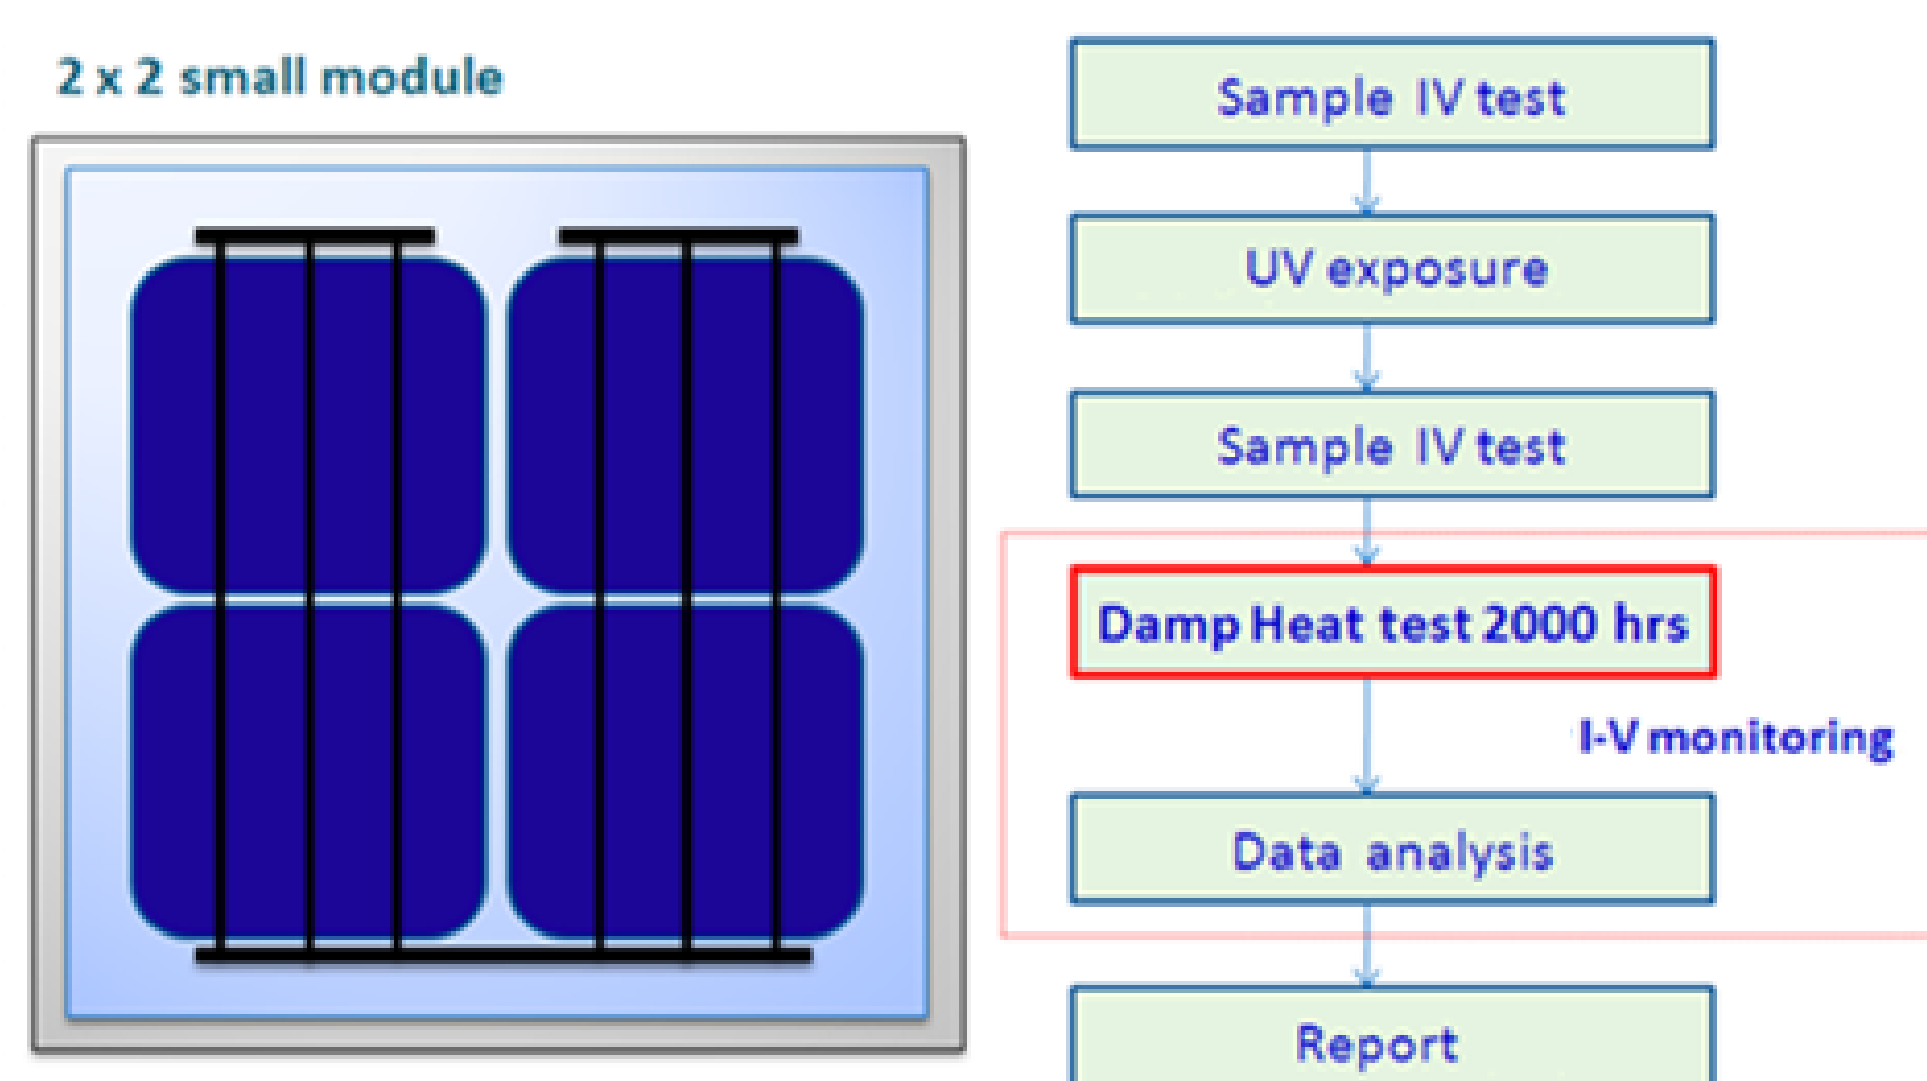 2 x 2 small module
Sample IV test
UV exposure
Sample IV test
Damp Heat test 2000 hrs
I-V monitoring
Data analysis
Report